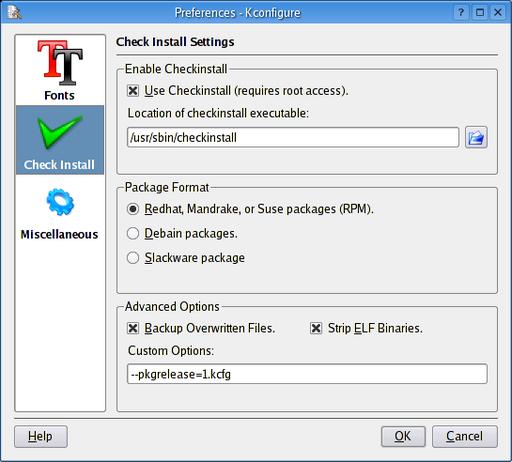 Preferences - Kconfigure
Fonts
Check Install
Miscellaneous
Check Install Settings
Enable Checkinstall
Use Checkinstall (requires root access).
Location of checkinstall executable:
/usr/sbin/checkinstall
Package Format
Redhat, Mandrake, or Suse packages (RPM).
Debain packages.
Slackware package
Advanced Options
Backup Overwritten Files. Strip ELF Binaries.
Custom Options:
--pkgrelease=1.kcfg
Help OK Cancel